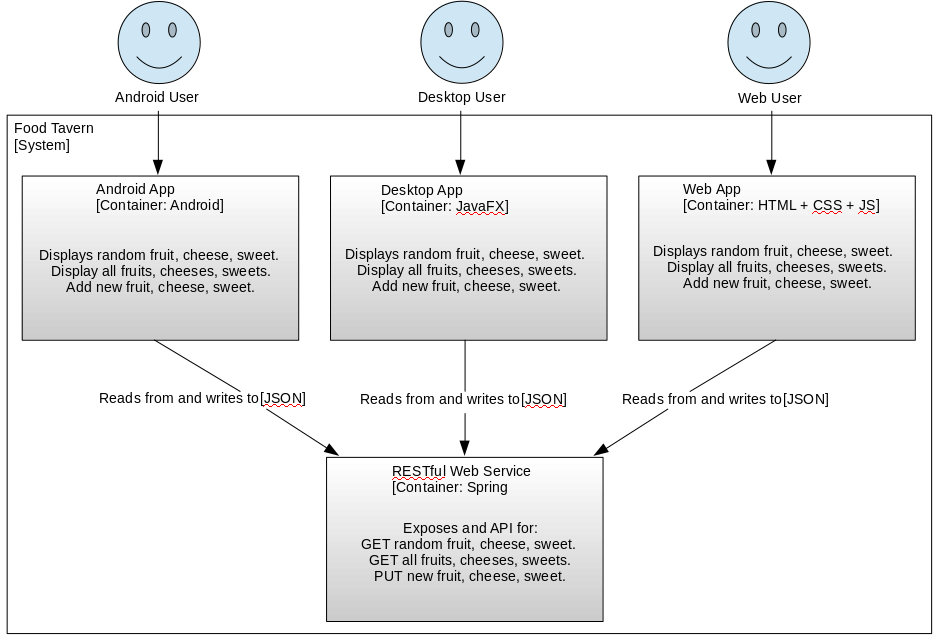 Android User
Desktop User
Web User
Food Tavern
[System]
Android App
[Container: Android]
Displays random fruit, cheese, sweet.
Display all fruits, cheeses, sweets.
Add new fruit, cheese, sweet.
Desktop App
[Container: JavaFX]
Displays random fruit, cheese, sweet.
Display all fruits, cheeses, sweets.
Add new fruit, cheese, sweet.
Web App
[Container: HTML + CSS + JS]
Displays random fruit, cheese, sweet.
Display all fruits, cheeses, sweets.
Add new fruit, cheese, sweet.
Reads from and writes to[JSON]
Reads from and writes to[JSON]
Reads from and writes to[JSON]
RESTful Web Service
[Container: Spring
Exposes and API for:
GET random fruit, cheese, sweet.
GET all fruits, cheeses, sweets.
PUT new fruit, cheese, sweet.